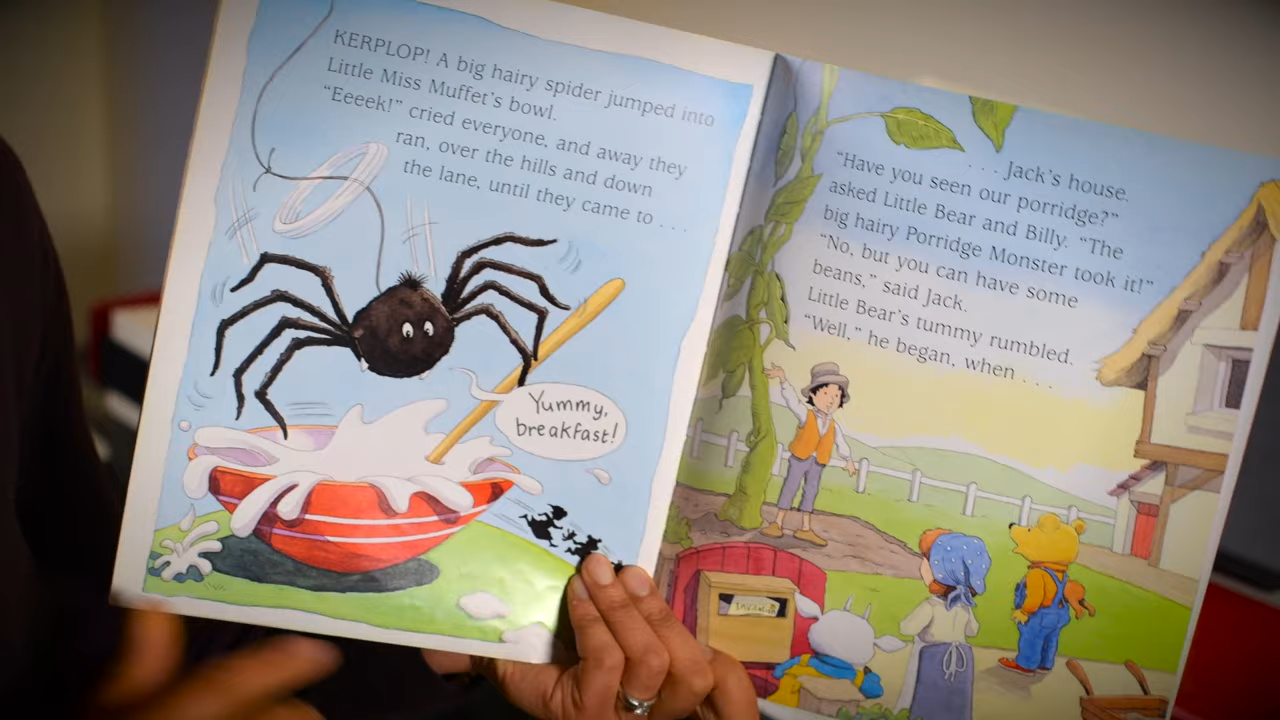 KERPLOP! A big hairy spider jumped into
Little Miss Muffet's bowl.
"Eeeek!" cried everyone, and away they
ran, over the hills and down
the lane, until they came to . . .
Yummy,
breakfast!
. . . Jack's house.
"Have you seen our porridge?"
asked Little Bear and Billy. "The
big hairy Porridge Monster took it!"
"No, but you can have some
beans," said Jack.
Little Bear's tummy rumbled.
"Well," he began, when . . .